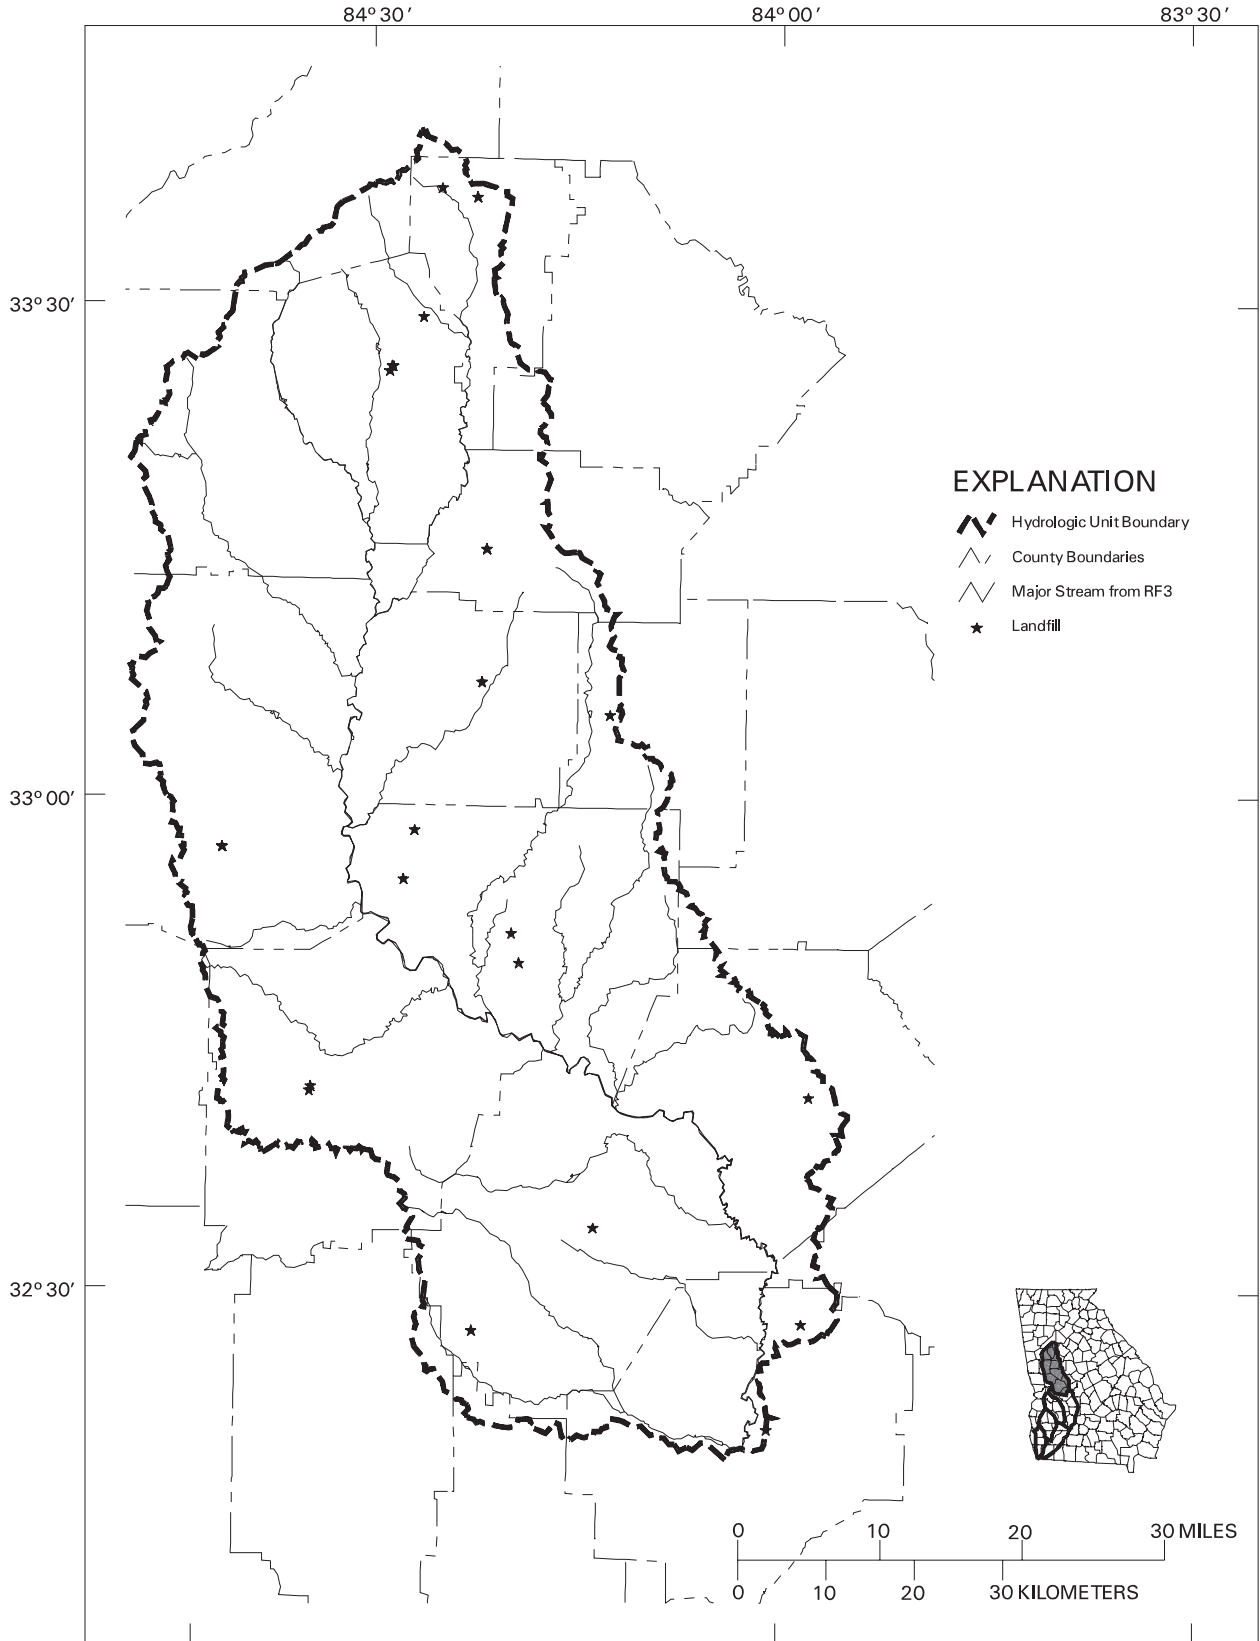 84° 30′ 84° 00′ 83° 30′
33° 30′
EXPLANATION
Hydrologic Unit Boundary
County Boundaries
Major Stream from RF3
Landfill
33° 00′
32° 30′
0 10 20 30 MILES
0 10 20 30 KILOMETERS